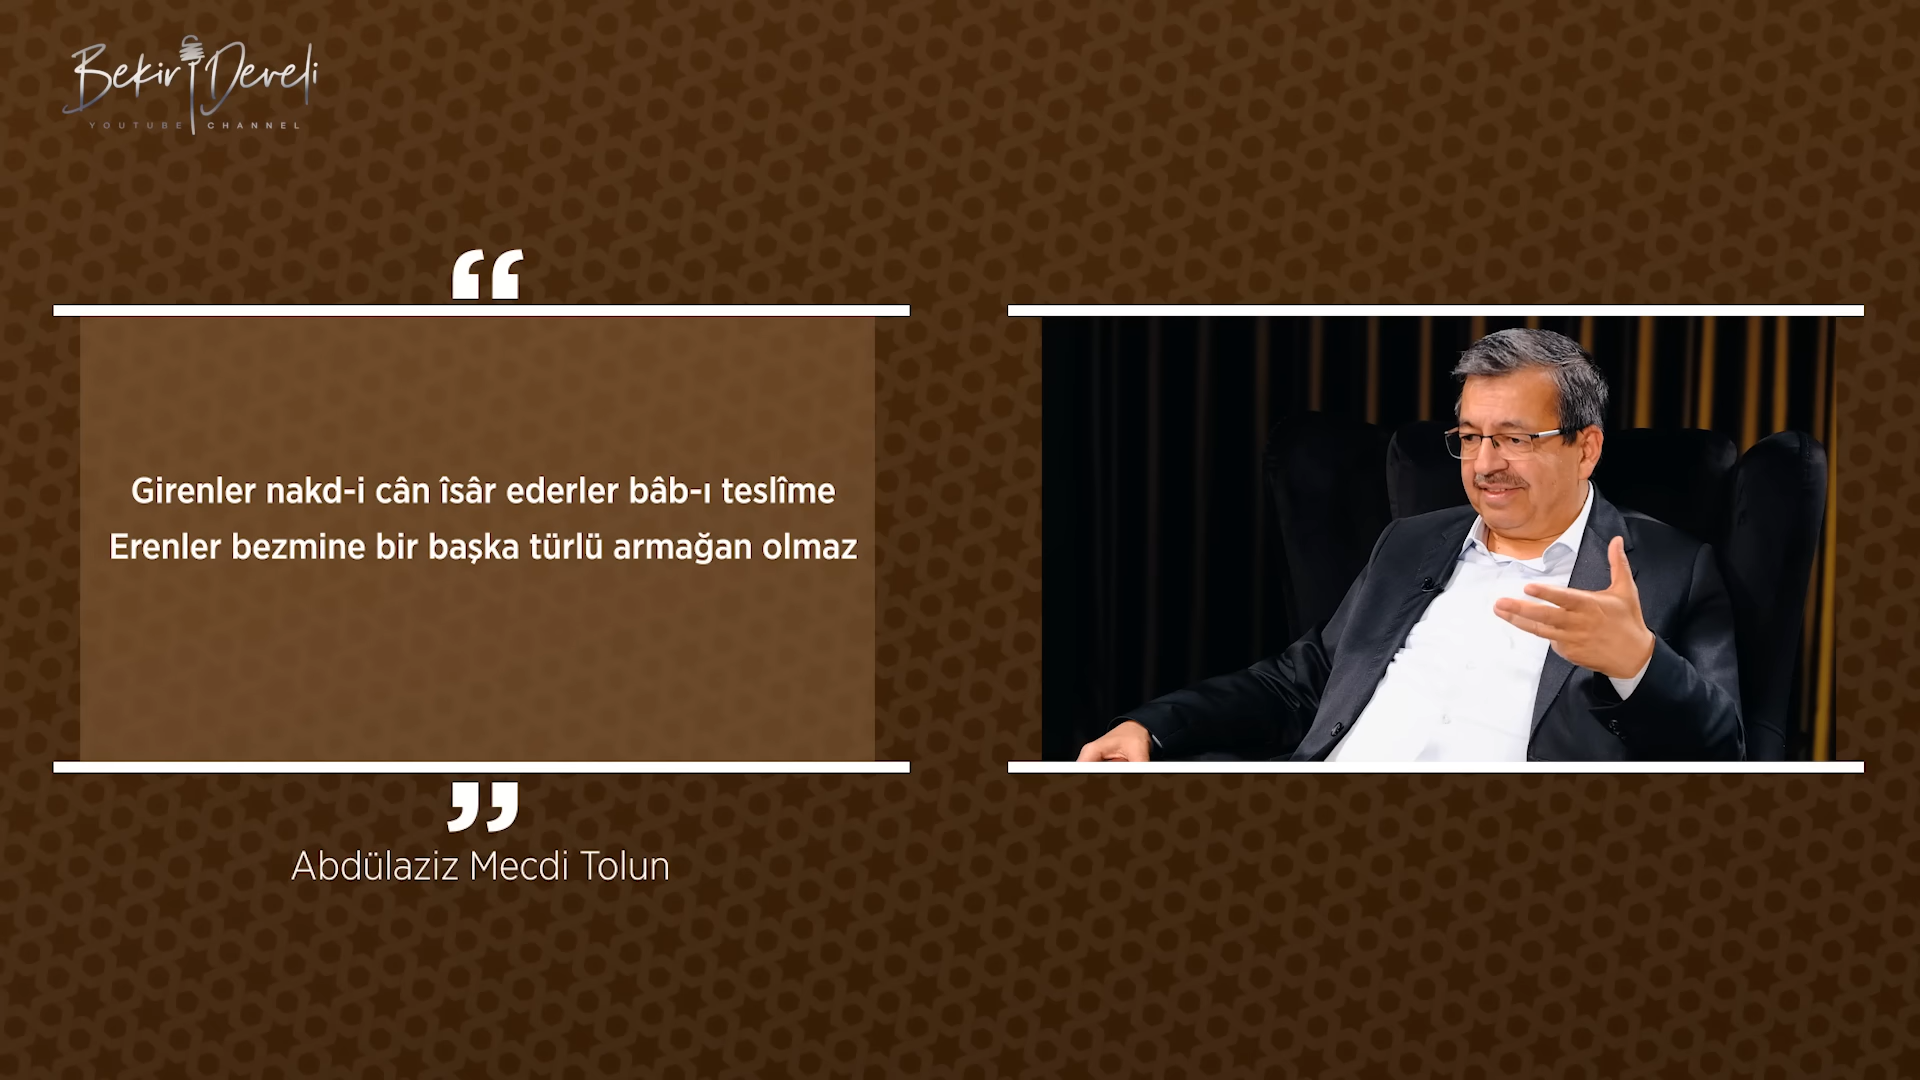 Bekir Develi
YOUTUBE CHANNEL
“
Girenler nakd-i cân îsâr ederler bâb-ı teslîme
Erenler bezmine bir başka türlü armağan olmaz
”
Abdülaziz Mecdi Tolun